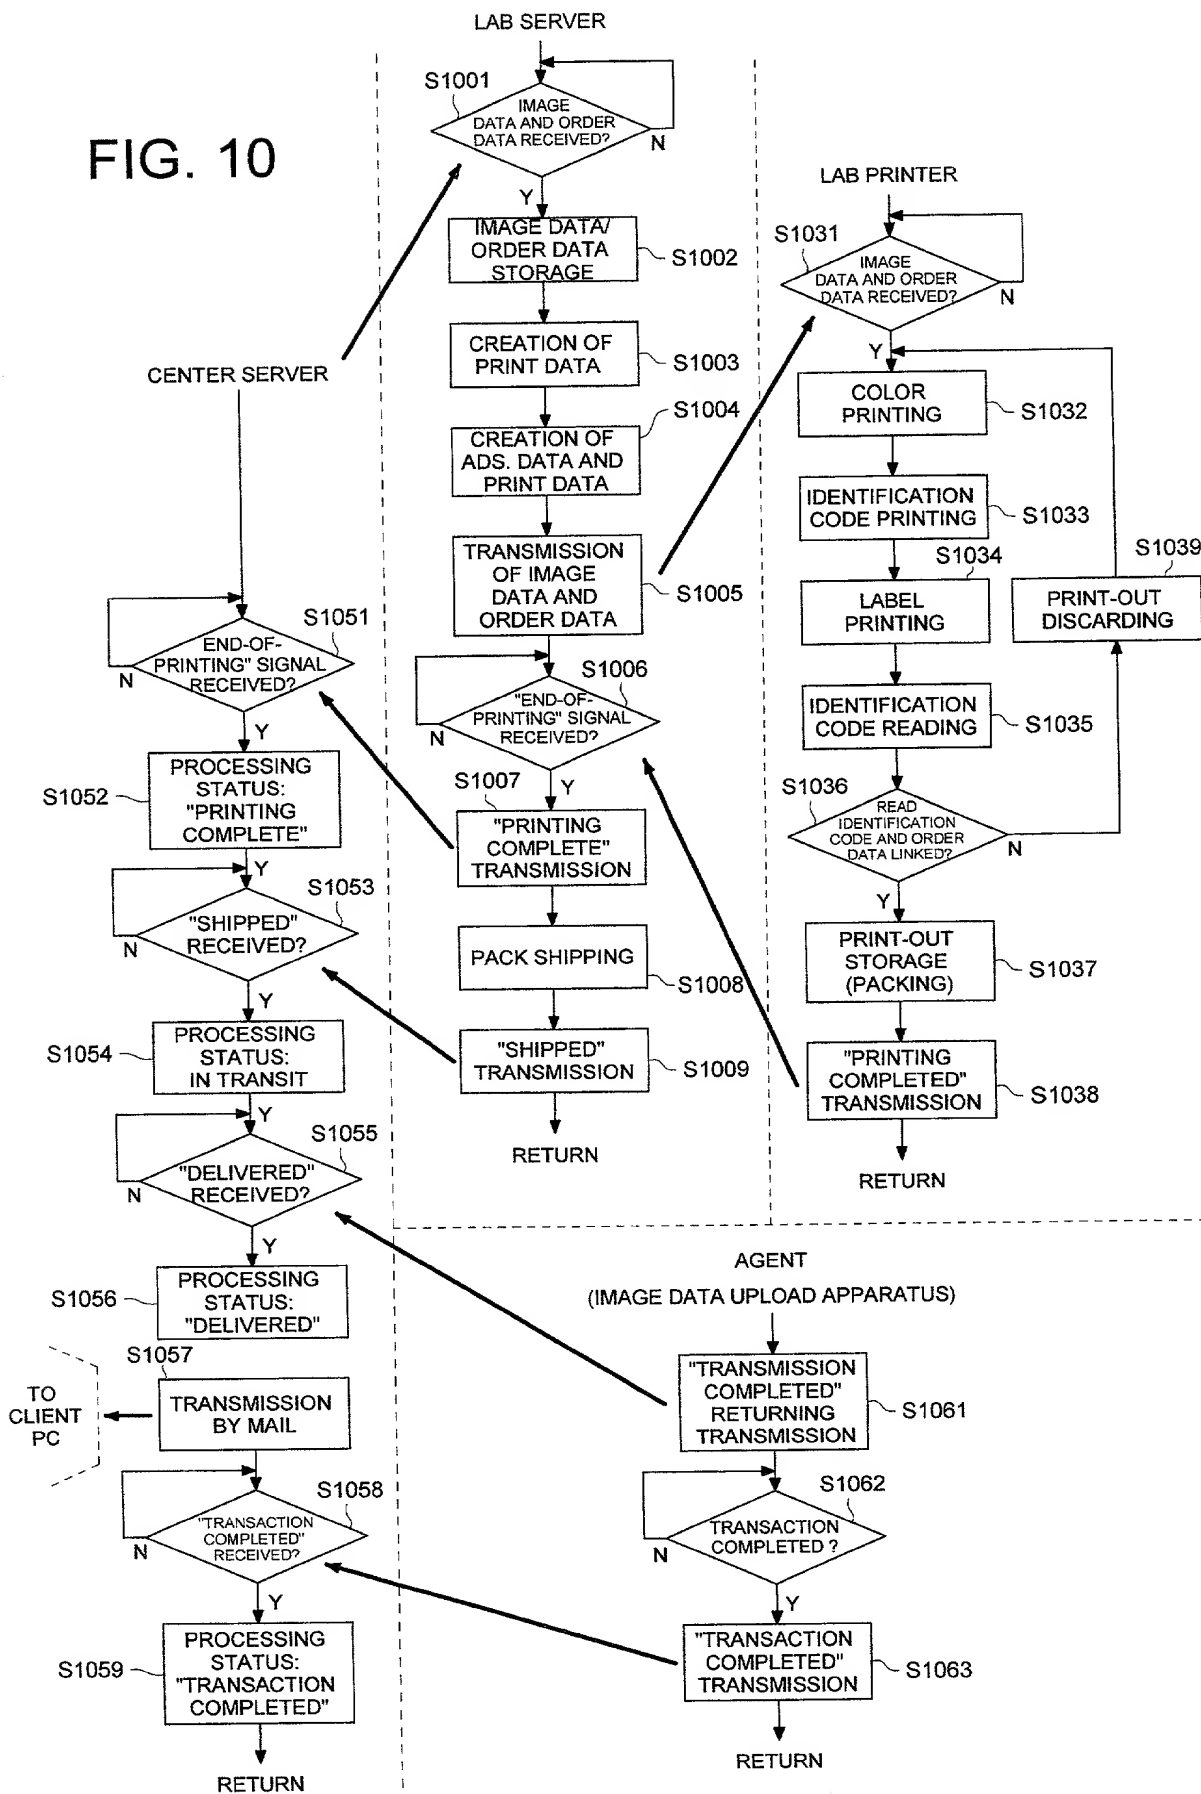 FIG. 10
LAB SERVER
S1001
IMAGE
DATA AND ORDER
DATA RECEIVED?
N
Y
IMAGE DATA/
ORDER DATA
STORAGE
S1002
CREATION OF
PRINT DATA
S1003
S1004
CREATION OF
ADS. DATA AND
PRINT DATA
TRANSMISSION
OF IMAGE
DATA AND
ORDER DATA
S1005
S1006
"END-OF-
PRINTING" SIGNAL
RECEIVED?
N
Y
S1007
"PRINTING
COMPLETE"
TRANSMISSION
PACK SHIPPING
S1008
"SHIPPED"
TRANSMISSION
S1009
RETURN
LAB PRINTER
S1031
IMAGE
DATA AND ORDER
DATA RECEIVED?
N
Y
COLOR
PRINTING
S1032
IDENTIFICATION
CODE PRINTING
S1033
S1034
LABEL
PRINTING
S1039
PRINT-OUT
DISCARDING
IDENTIFICATION
CODE READING
S1035
S1036
READ
IDENTIFICATION
CODE AND ORDER
DATA LINKED?
N
Y
PRINT-OUT
STORAGE
(PACKING)
S1037
"PRINTING
COMPLETED"
TRANSMISSION
S1038
RETURN
CENTER SERVER
S1051
END-OF-
PRINTING" SIGNAL
RECEIVED?
N
Y
S1052
PROCESSING
STATUS:
"PRINTING
COMPLETE"
Y
S1053
"SHIPPED"
RECEIVED?
N
Y
S1054
PROCESSING
STATUS:
IN TRANSIT
Y
S1055
"DELIVERED"
RECEIVED?
N
Y
S1056
PROCESSING
STATUS:
"DELIVERED"
S1057
TO
CLIENT
PC
TRANSMISSION
BY MAIL
S1058
"TRANSACTION
COMPLETED"
RECEIVED?
N
Y
S1059
PROCESSING
STATUS:
"TRANSACTION
COMPLETED"
RETURN
AGENT
(IMAGE DATA UPLOAD APPARATUS)
"TRANSMISSION
COMPLETED"
RETURNING
TRANSMISSION
S1061
S1062
TRANSACTION
COMPLETED ?
N
Y
"TRANSACTION
COMPLETED"
TRANSMISSION
S1063
RETURN